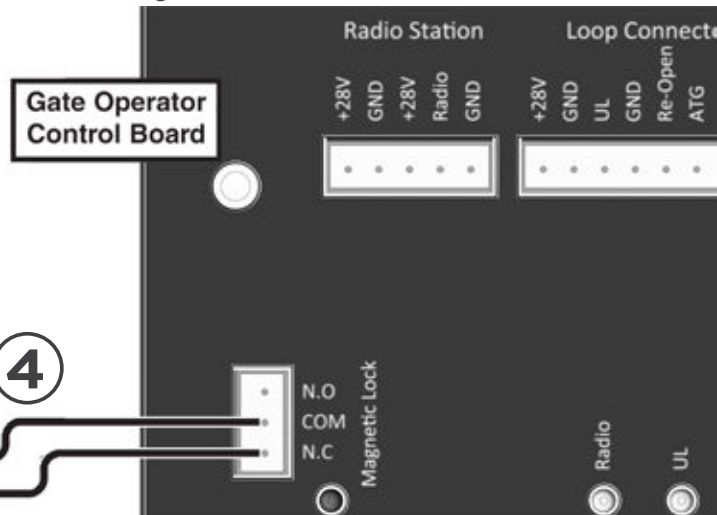 Radio Station
Loop Connecte
Gate Operator
Control Board
+28V
GND
+28V
Radio
GND
+28V
GND
UL
GND
Re-Open
ATG
4
N.O
COM
N.C
Magnetic Lock
Radio
UL